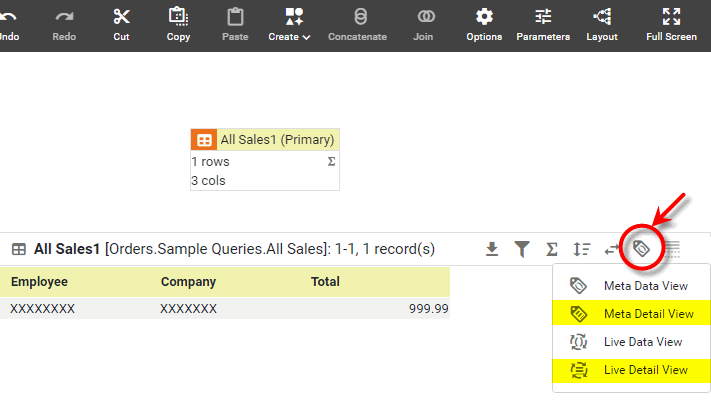 Undo Redo Cut Copy Paste Create Concatenate Join Options Parameters Layout Full Screen
All Sales1 (Primary)
1 rows Σ
3 cols
All Sales1 [Orders.Sample Queries.All Sales]: 1-1, 1 record(s) Σ
Employee Company Total
XXXXXXXX XXXXXXX 999.99
Meta Data View
Meta Detail View
Live Data View
Live Detail View